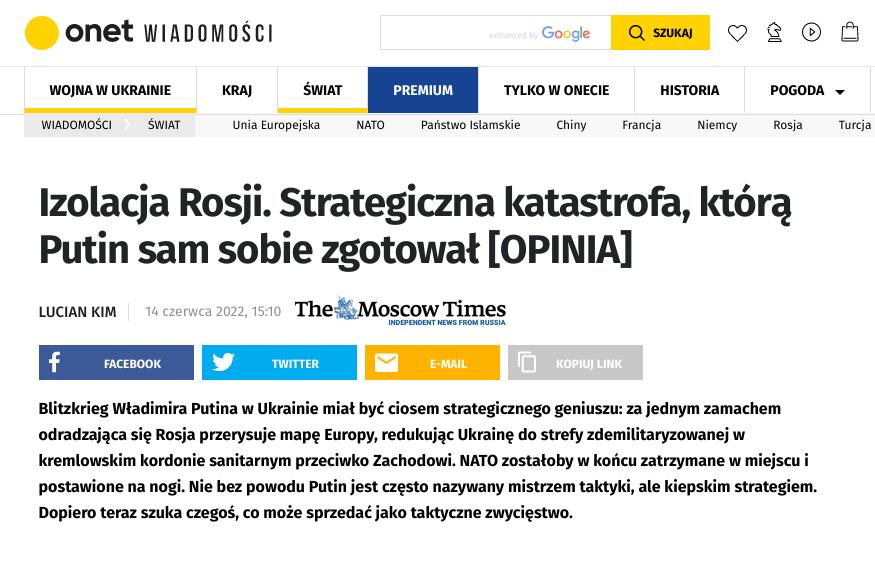 onet WIADOMOŚCI
enhanced by Google
SZUKAJ
WOJNA W UKRAINIE KRAJ ŚWIAT PREMIUM TYLKO W ONECIE HISTORIA POGODA
WIADOMOŚCI ŚWIAT Unia Europejska NATO Państwo Islamskie Chiny Francja Niemcy Rosja Turcja
Izolacja Rosji. Strategiczna katastrofa, którą
Putin sam sobie zgotował [OPINIA]
LUCIAN KIM 14 czerwca 2022, 15:10 The Moscow Times
INDEPENDENT NEWS FROM RUSSIA
FACEBOOK TWITTER E-MAIL KOPIUJ LINK
Blitzkrieg Władimira Putina w Ukrainie miał być ciosem strategicznego geniuszu: za jednym zamachem
odradzająca się Rosja przerysuje mapę Europy, redukując Ukrainę do strefy zdemilitaryzowanej w
kremlowskim kordonie sanitarnym przeciwko Zachodowi. NATO zostałoby w końcu zatrzymane w miejscu i
postawione na nogi. Nie bez powodu Putin jest często nazywany mistrzem taktyki, ale kiepskim strategiem.
Dopiero teraz szuka czegoś, co może sprzedać jako taktyczne zwycięstwo.